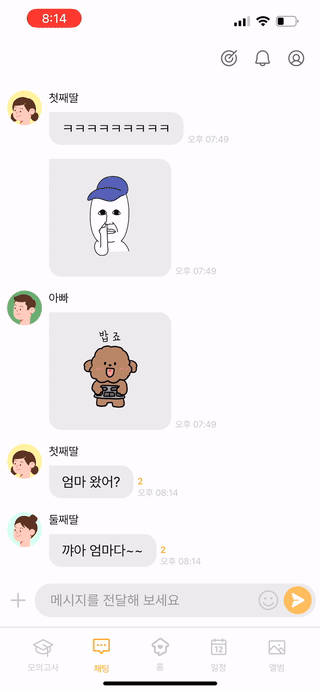 8:14
첫째딸
ㅋㅋㅋㅋㅋㅋㅋㅋㅋ
오후 07:49
오후 07:49
아빠
밥 죠
오후 07:49
첫째딸
엄마 왔어?
2
오후 08:14
둘째딸
꺄아 엄마다~~
2
오후 08:14
메시지를 전달해 보세요
모의고사
채팅
홈
12
일정
앨범